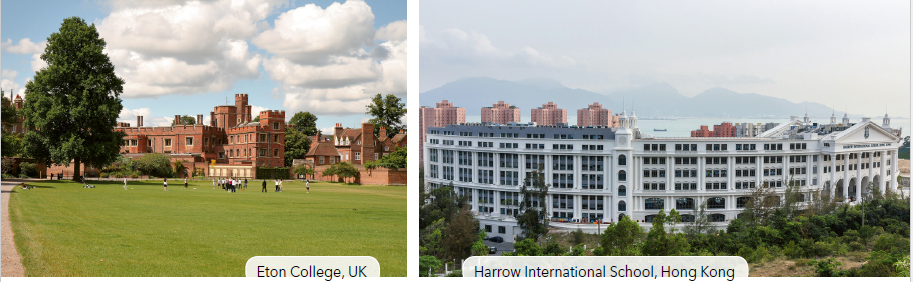 Eton College, UK
Harrow International School, Hong Kong